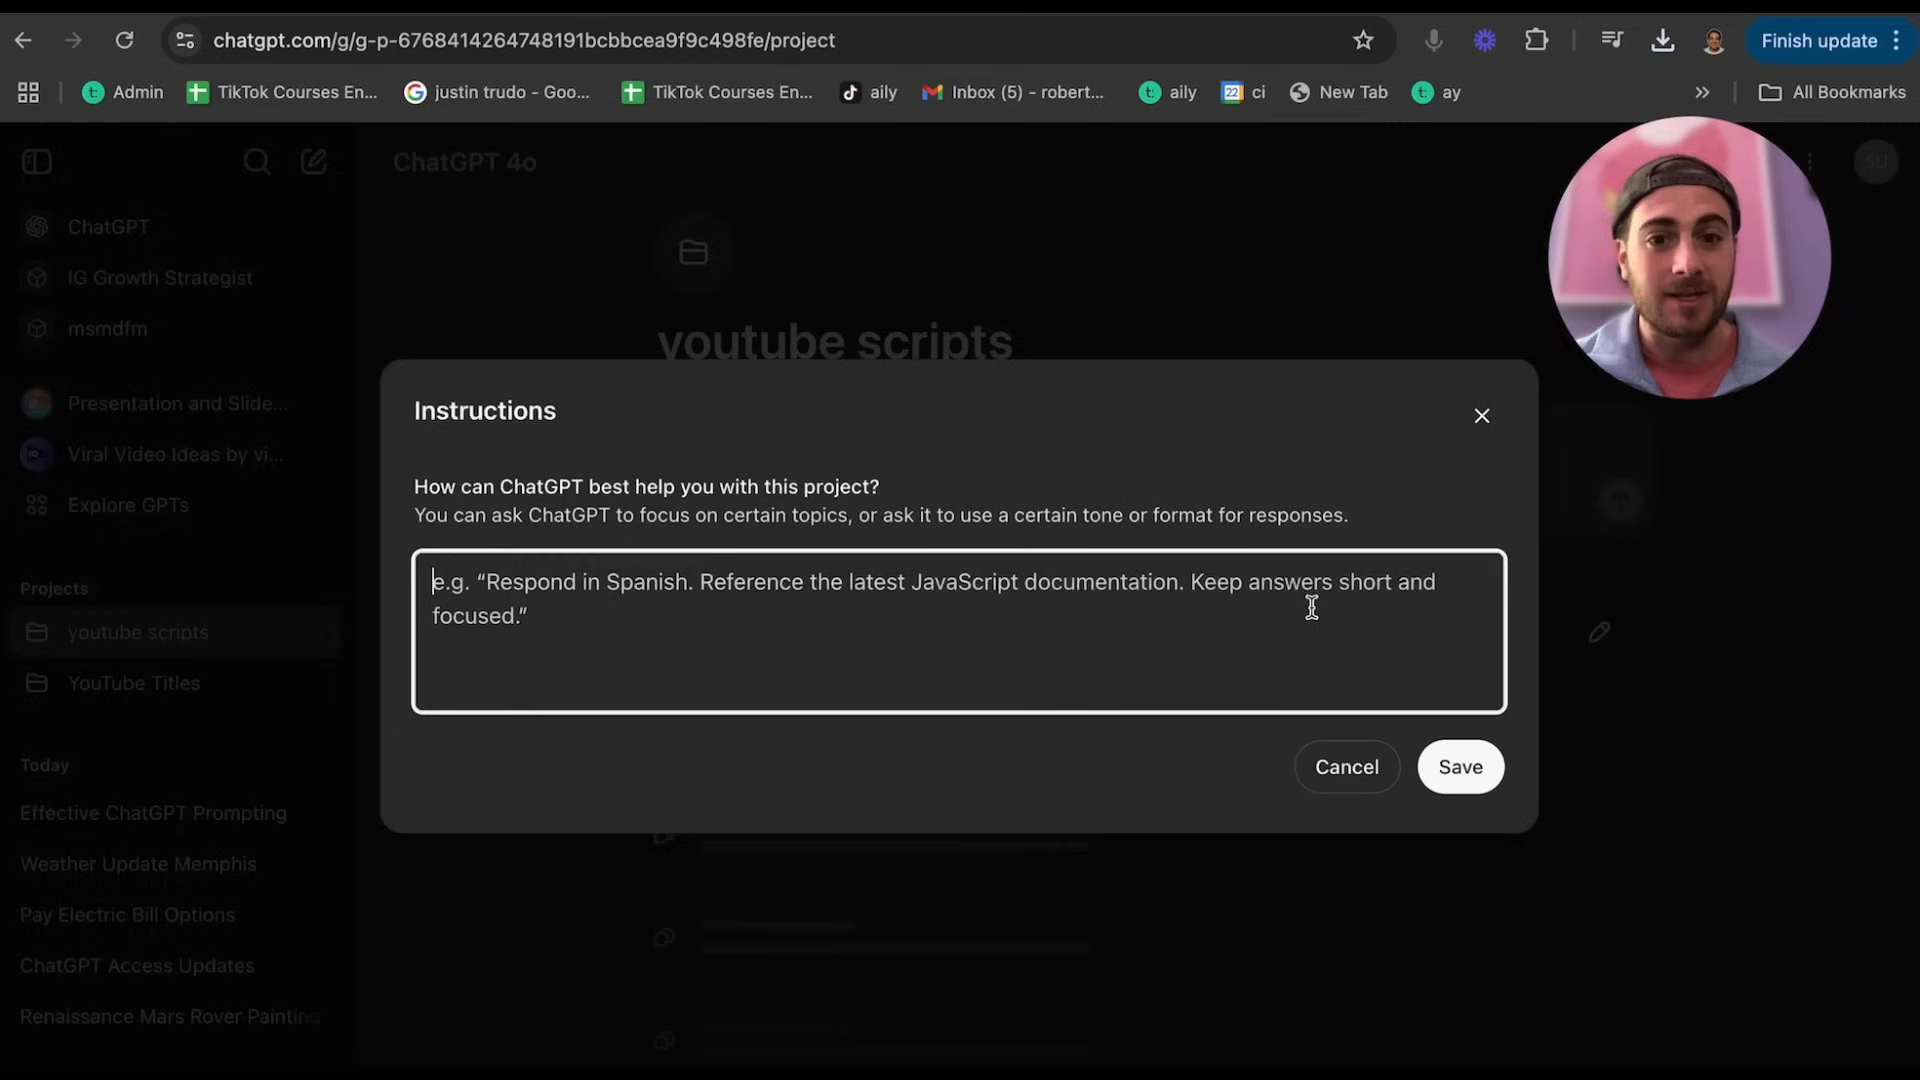 chatgpt.com/g/g-p-6768414264748191bcbbcea9f9c498fe/project
Finish update
Admin
TikTok Courses En...
justin trudo - Goo...
TikTok Courses En...
aily
Inbox (5) - robert...
aily
22
ci
New Tab
ay
All Bookmarks
ChatGPT 4o
SU
ChatGPT
IG Growth Strategist
msmdfm
Presentation and Slide...
Viral Video Ideas by vi...
Explore GPTs
Projects
youtube scripts
YouTube Titles
Today
Effective ChatGPT Prompting
Weather Update Memphis
Pay Electric Bill Options
ChatGPT Access Updates
Renaissance Mars Rover Painting
youtube scripts
Instructions
How can ChatGPT best help you with this project?
You can ask ChatGPT to focus on certain topics, or ask it to use a certain tone or format for responses.
e.g. “Respond in Spanish. Reference the latest JavaScript documentation. Keep answers short and
focused.”
Cancel
Save